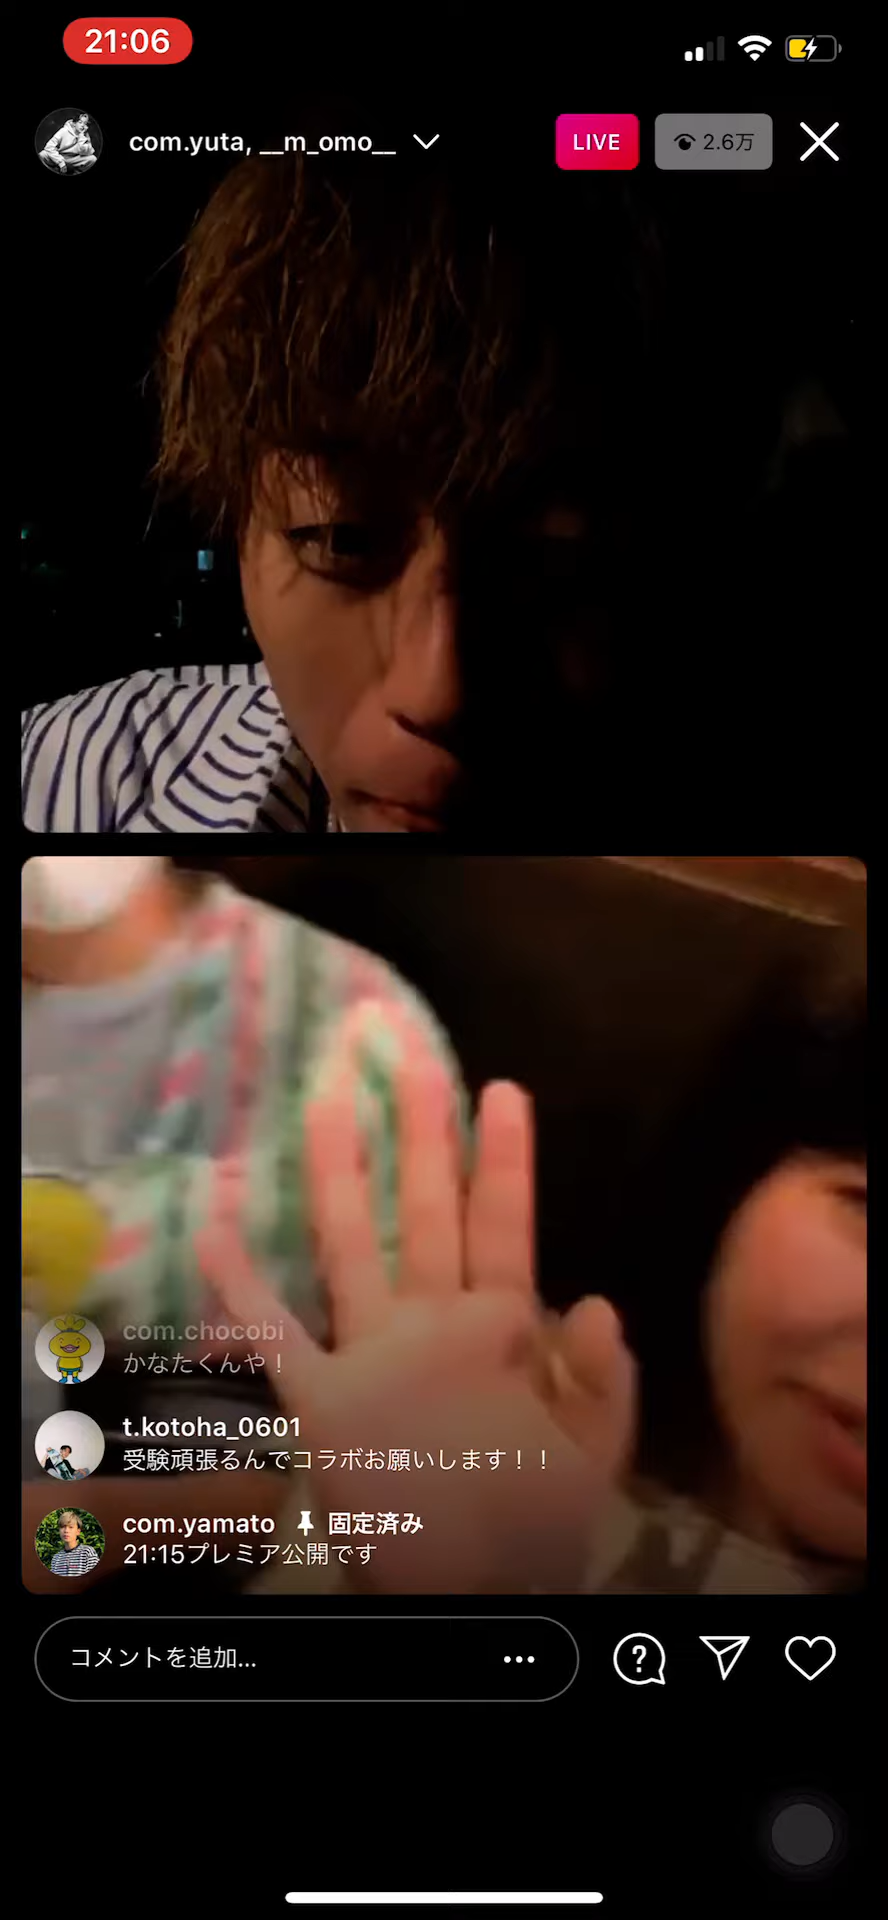 21:06
com.yuta, __m_omo__
LIVE
2.6万
com.chocobi
かなたくんや！
t.kotoha_0601
受験頑張るんでコラボお願いします！！
com.yamato 固定済み
21:15プレミア公開です
コメントを追加...